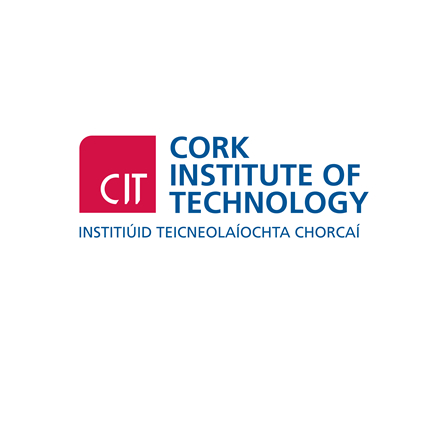 CIT
CORK
INSTITUTE OF
TECHNOLOGY
INSTITIÚID TEICNEOLAÍOCHTA CHORCAÍ